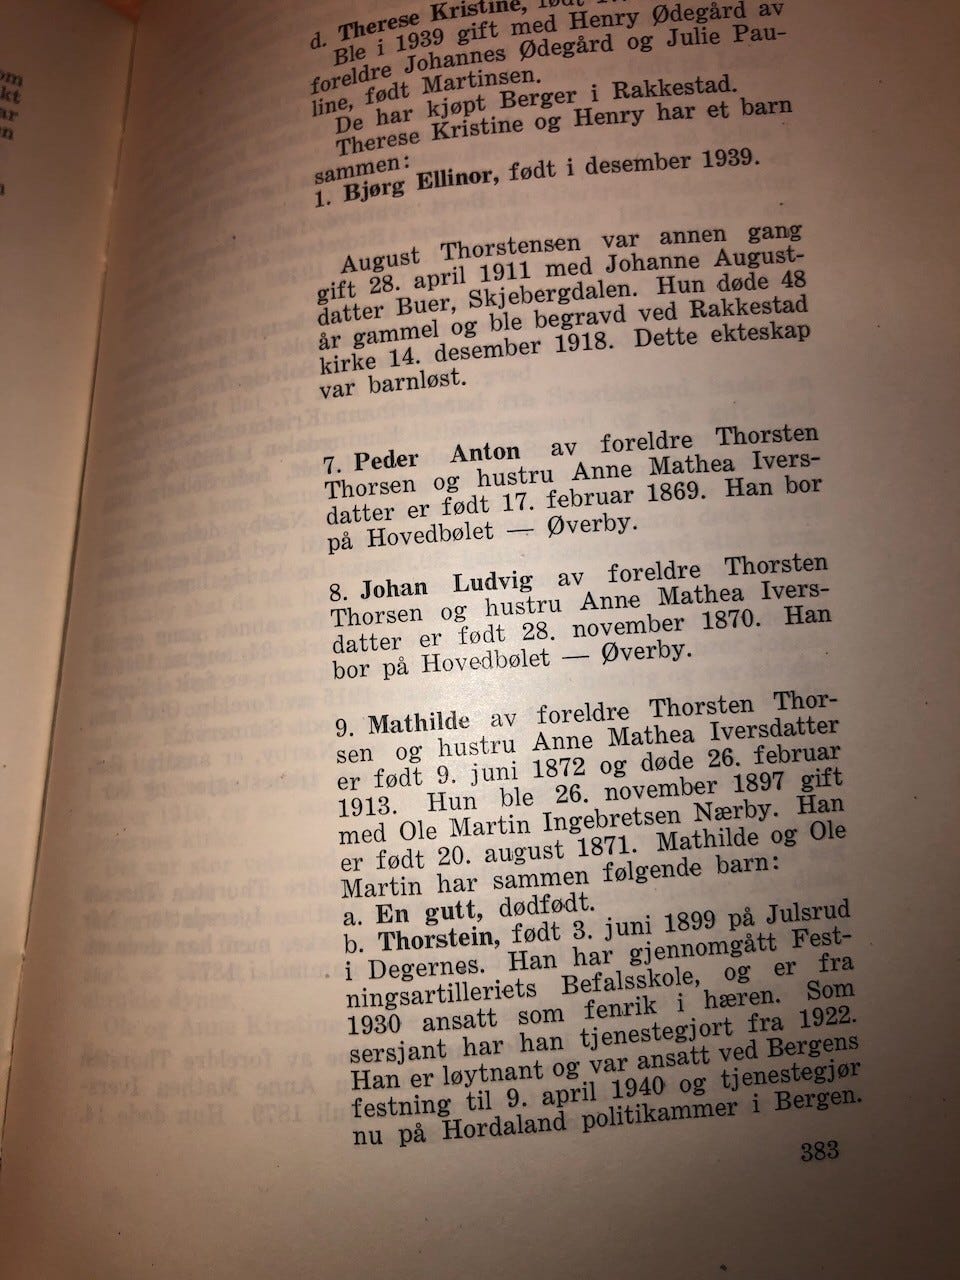 om
kt
ar
en
d. Therese Kristine, født
Ble i 1939 gift med Henry Ødegård av
foreldre Johannes Ødegård og Julie Pau-
line, født Martinsen.
De har kjøpt Berger i Rakkestad.
Therese Kristine og Henry har et barn
sammen:
1. Bjørg Ellinor, født i desember 1939.
August Thorstensen var annen gang
gift 28. april 1911 med Johanne August-
datter Buer, Skjebergdalen. Hun døde 48
år gammel og ble begravd ved Rakkestad
kirke 14. desember 1918. Dette ekteskap
var barnløst.
7. Peder Anton av foreldre Thorsten
Thorsen og hustru Anne Mathea Ivers-
datter er født 17. februar 1869. Han bor
på Hovedbølet — Øverby.
8. Johan Ludvig av foreldre Thorsten
Thorsen og hustru Anne Mathea Ivers-
datter er født 28. november 1870. Han
bor på Hovedbølet — Øverby.
9. Mathilde av foreldre Thorsten Thor-
sen og hustru Anne Mathea Iversdatter
er født 9. juni 1872 og døde 26. februar
1913. Hun ble 26. november 1897 gift
med Ole Martin Ingebretsen Nærby. Han
er født 20. august 1871. Mathilde og Ole
Martin har sammen følgende barn:
a. En gutt, dødfødt.
b. Thorstein, født 3. juni 1899 på Julsrud
i Degernes. Han har gjennomgått Fest-
ningsartilleriets Befalsskole, og er fra
1930 ansatt som fenrik i hæren. Som
sersjant har han tjenestegjort fra 1922.
Han er løytnant og var ansatt ved Bergens
festning til 9. april 1940 og tjenestegjør
nu på Hordaland politikammer i Bergen.
383